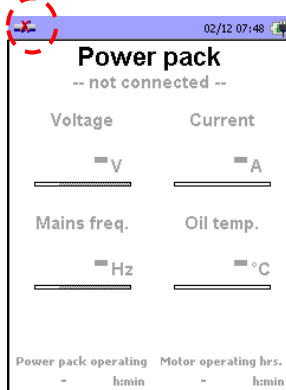 02/12 07:48
Power pack
-- not connected --
Voltage Current
- V - A
Mains freq. Oil temp.
- Hz - °C
Power pack operating Motor operating hrs.
- h:min - h:min